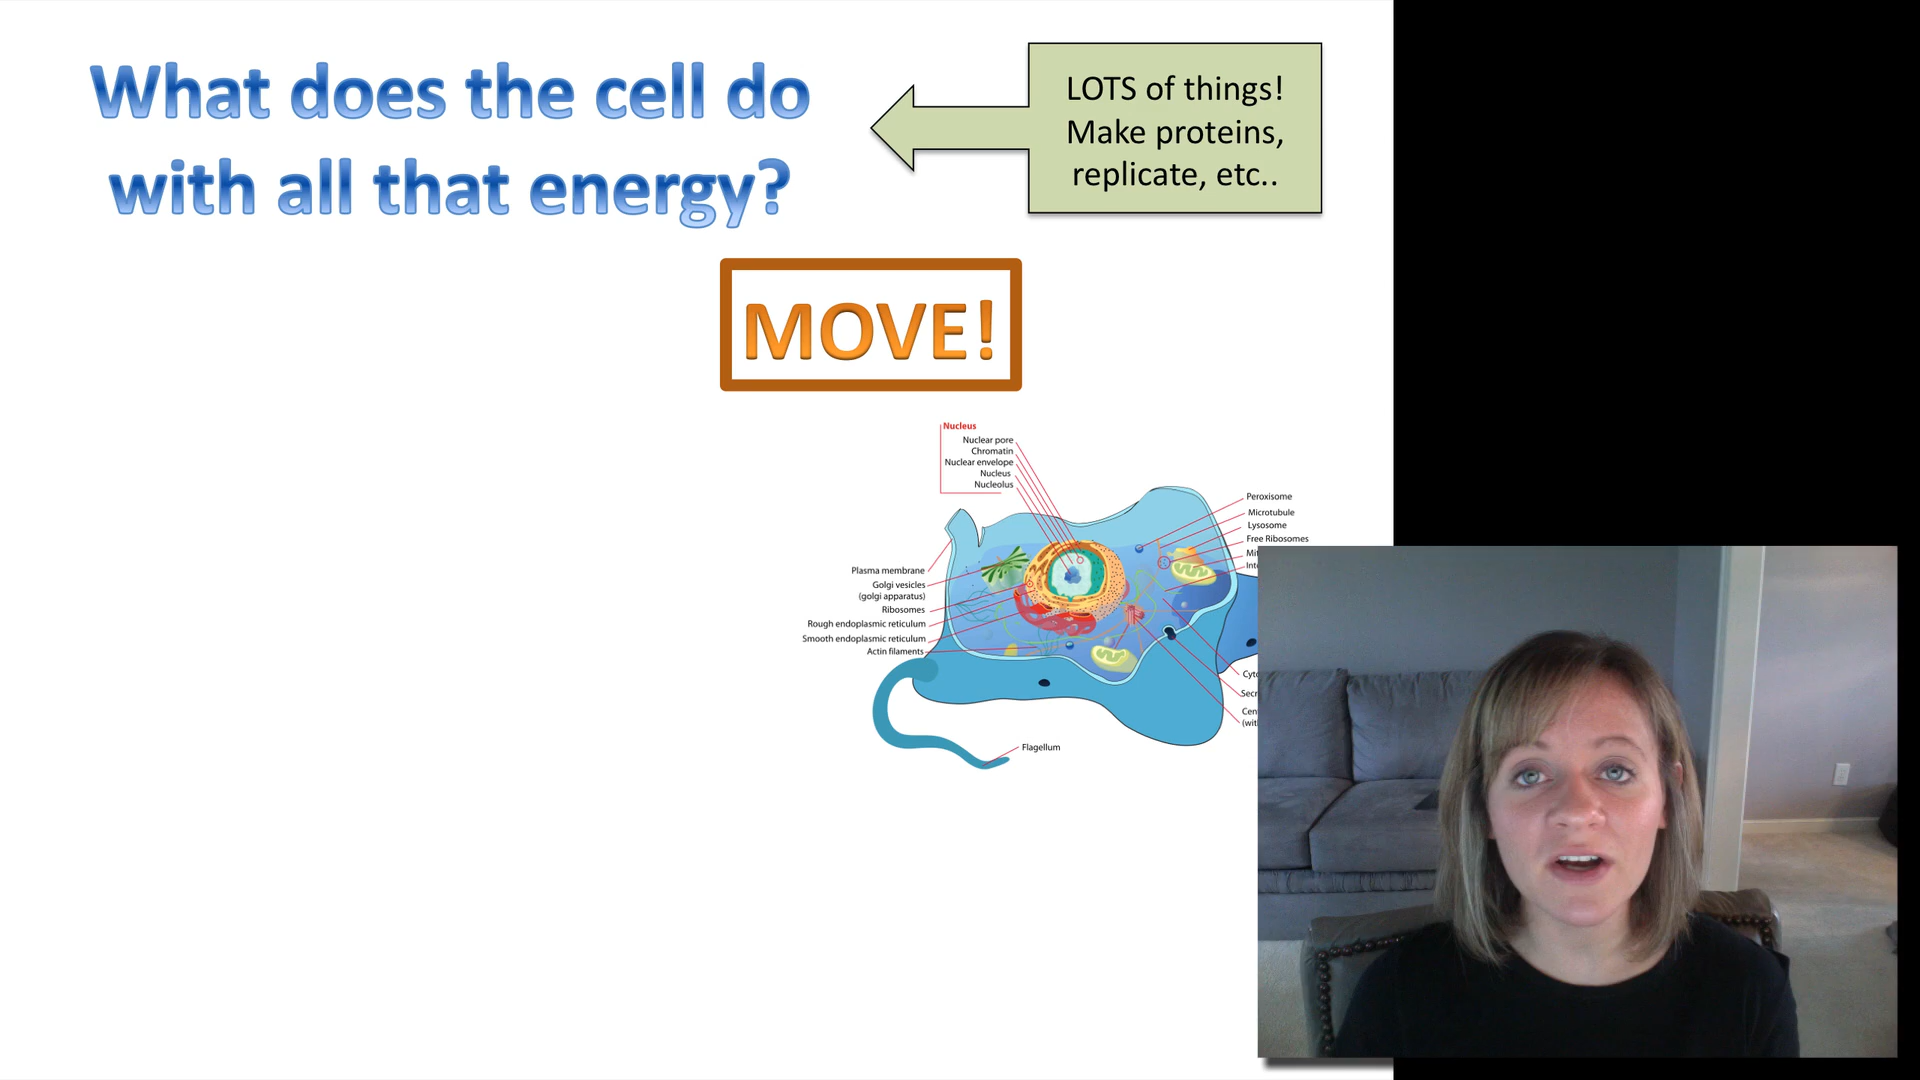 What does the cell do
with all that energy?
LOTS of things!
Make proteins,
replicate, etc..
MOVE!
Nucleus
Nuclear pore
Chromatin
Nuclear envelope
Nucleus
Nucleolus
Plasma membrane
Golgi vesicles
(golgi apparatus)
Ribosomes
Rough endoplasmic reticulum
Smooth endoplasmic reticulum
Actin filaments
Flagellum
Peroxisome
Microtubule
Lysosome
Free Ribosomes